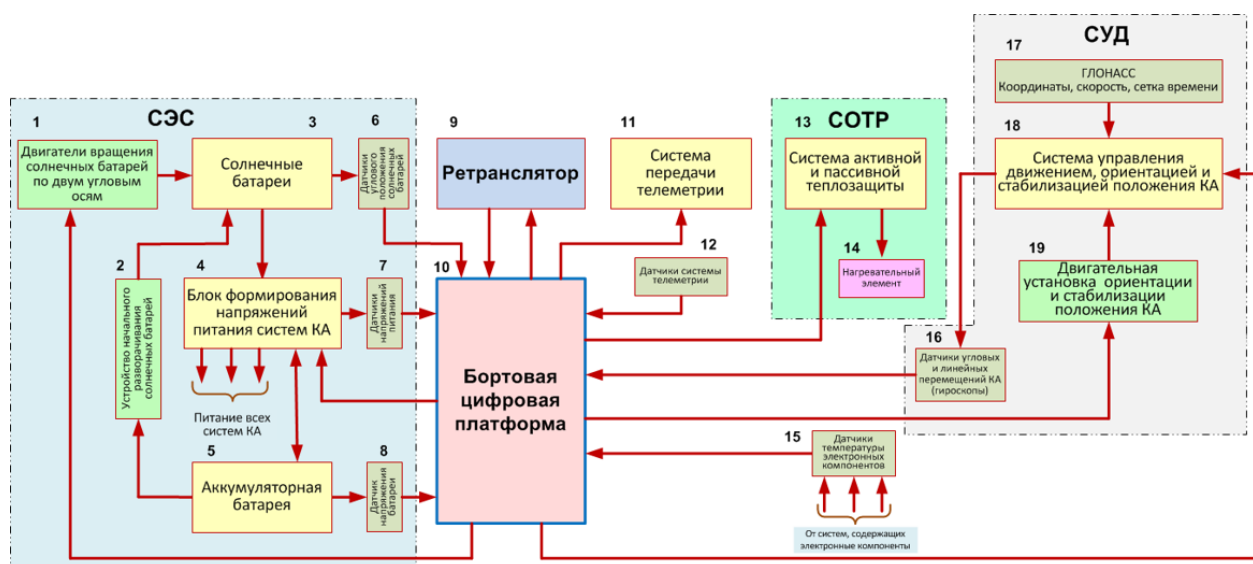 СЭС
1
Двигатели вращения
солнечных батарей
по двум угловым
осям
3
Солнечные
батареи
6
Датчики
углового
положения
солнечных
батарей
2
Устройство начального
разворачивания
солнечных батарей
4
Блок формирования
напряжений
питания систем КА
7
Датчики
напряжений
питания
Питание всех
систем КА
5
Аккумуляторная
батарея
8
Датчик
напряжения
батареи
9
Ретранслятор
10
Бортовая
цифровая
платформа
11
Система
передачи
телеметрии
12
Датчики системы
телеметрии
СОТР
13
Система активной
и пассивной
теплозащиты
14
Нагревательный
элемент
15
Датчики
температуры
электронных
компонентов
От систем, содержащих
электронные компоненты
СУД
17
ГЛОНАСС
Координаты, скорость, сетка времени
18
Система управления
движением, ориентацией и
стабилизацией положения КА
19
Двигательная
установка ориентации
и стабилизации
положения КА
16
Датчики угловых
и линейных
перемещений КА
(гироскопы)